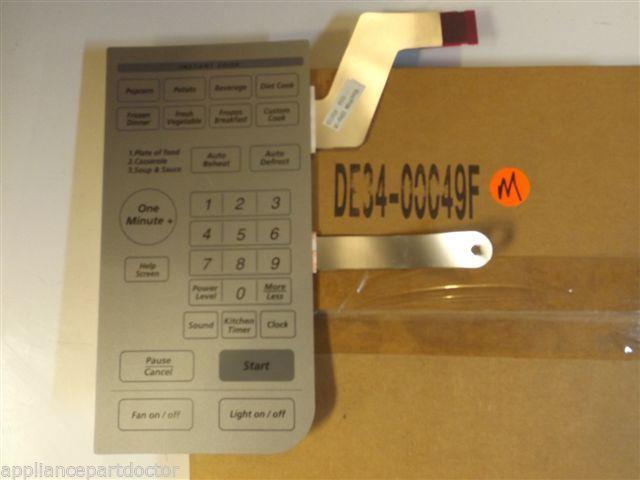 INSTANT COOK
Popcorn Potato Beverage Diet Cook
Frozen Dinner Fresh Vegetable Frozen Breakfast Custom Cook
1.Plate of food
2.Casserole
3.Soup & Sauce
Auto Reheat
Auto Defrost
One Minute +
1 2 3
4 5 6
7 8 9
Help Screen
Power Level 0 More Less
Sound Kitchen Timer Clock
Pause Cancel
Start
Fan on / off
Light on / off
DE34-00049F
M
© eBay
appliancepartdoctor